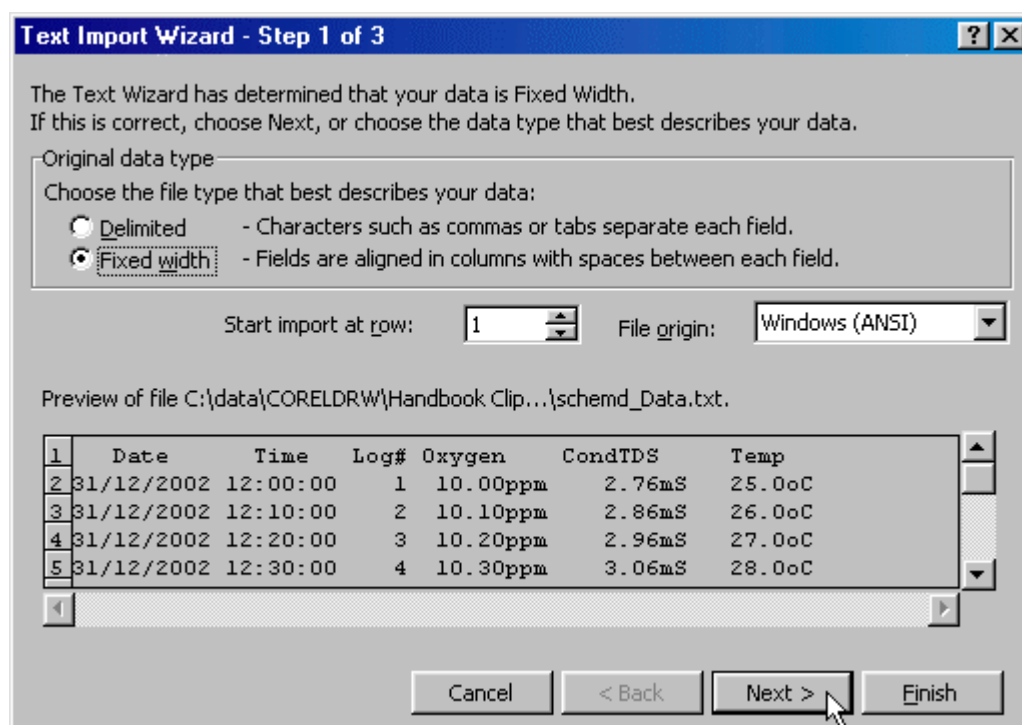 Text Import Wizard - Step 1 of 3
The Text Wizard has determined that your data is Fixed Width.
If this is correct, choose Next, or choose the data type that best describes your data.
Original data type
Choose the file type that best describes your data:
Delimited - Characters such as commas or tabs separate each field.
Fixed width - Fields are aligned in columns with spaces between each field.
Start import at row: 1 File origin: Windows (ANSI)
Preview of file C:\data\CORELDRW\Handbook Clip...\schemd_Data.txt.
1 Date Time Log# Oxygen CondTDS Temp
2 31/12/2002 12:00:00 1 10.00ppm 2.76mS 25.0oC
3 31/12/2002 12:10:00 2 10.10ppm 2.86mS 26.0oC
4 31/12/2002 12:20:00 3 10.20ppm 2.96mS 27.0oC
5 31/12/2002 12:30:00 4 10.30ppm 3.06mS 28.0oC
Cancel < Back Next > Finish